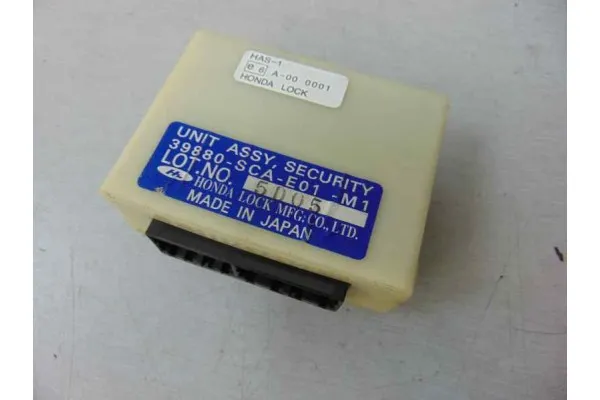 HAS-1
e 6 A-00 0001
HONDA LOCK
UNIT ASSY, SECURITY
39880-SCA-E01 -M1
LOT.NO. 5D05
HONDA LOCK MFG. CO., LTD.
MADE IN JAPAN